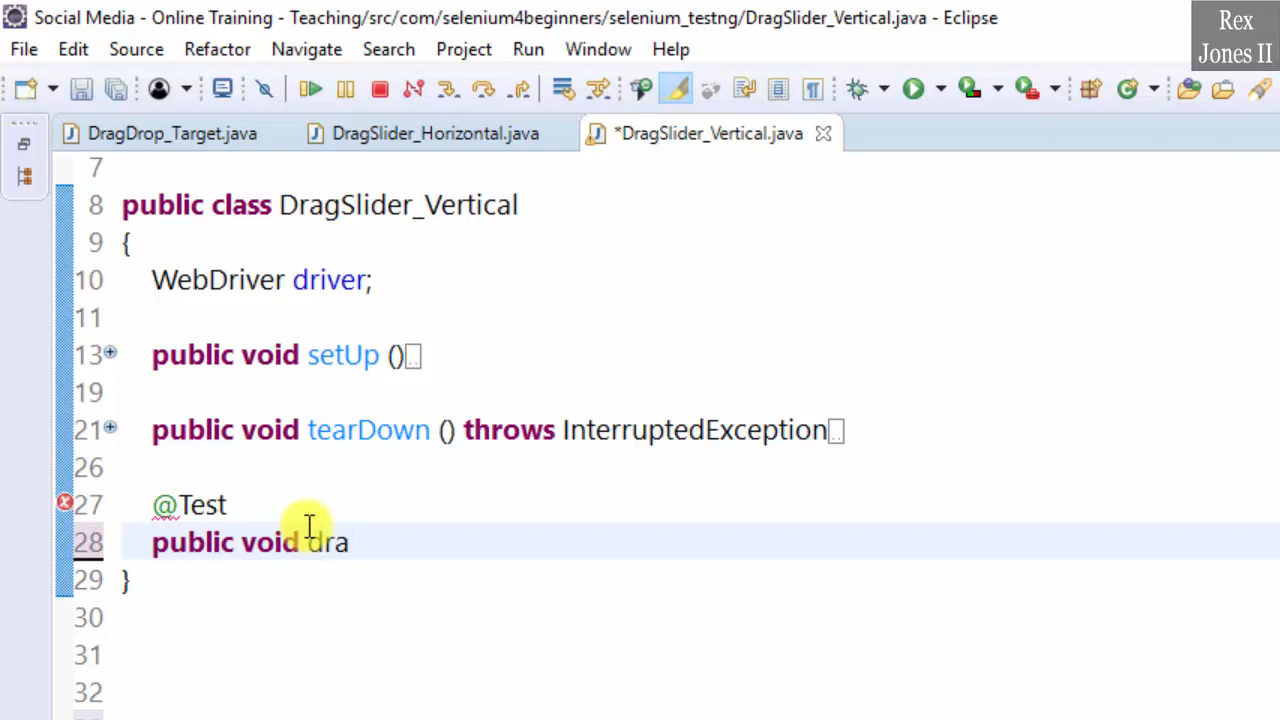 Social Media - Online Training - Teaching/src/com/selenium4beginners/selenium_testng/DragSlider_Vertical.java - Eclipse
Rex
Jones II
File Edit Source Refactor Navigate Search Project Run Window Help
DragDrop_Target.java DragSlider_Horizontal.java *DragSlider_Vertical.java
7
8 public class DragSlider_Vertical
9 {
10 WebDriver driver;
11
13 public void setUp ()
19
21 public void tearDown () throws InterruptedException
26
27 @Test
28 public void dra
29 }
30
31
32